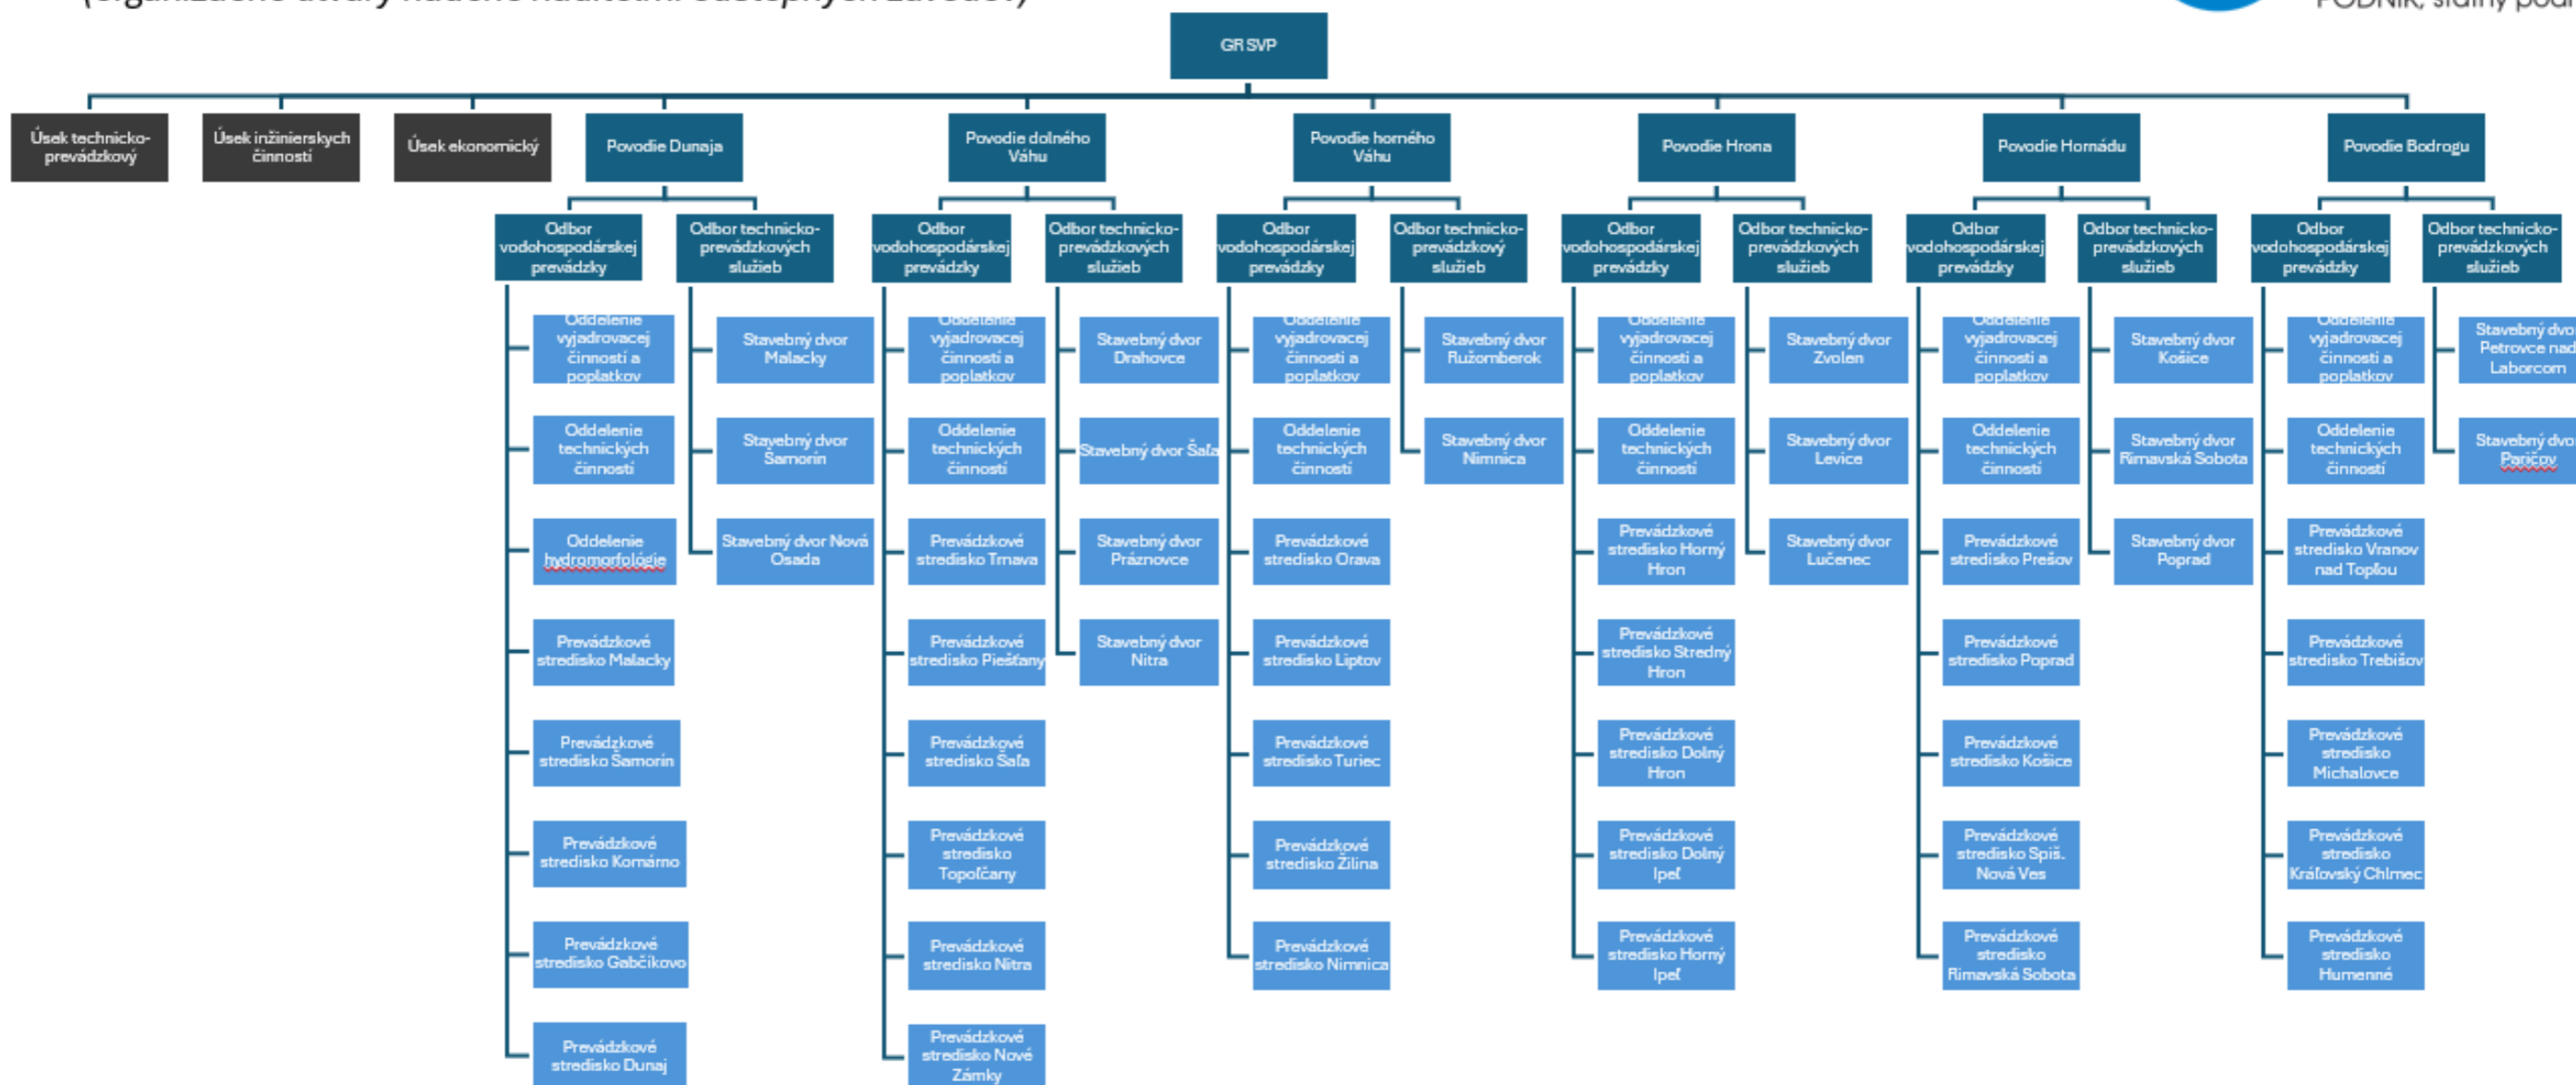 GR SVP
Úsek technicko-
prevádzkový
Úsek inžinierskych
činností
Úsek ekonomický
Povodie Dunaja
Povodie dolného
Váhu
Povodie horného
Váhu
Povodie Hrona
Povodie Hornádu
Povodie Bodrogu
Odbor
vodohospodárskej
prevádzky
Odbor technicko-
prevádzkových
služieb
Odbor
vodohospodárskej
prevádzky
Odbor technicko-
prevádzkových
služieb
Odbor
vodohospodárskej
prevádzky
Odbor technicko-
prevádzkový
služieb
Odbor
vodohospodárskej
prevádzky
Odbor technicko-
prevádzkových
služieb
Odbor
vodohospodárskej
prevádzky
Odbor technicko-
prevádzkových
služieb
Odbor
vodohospodárskej
prevádzky
Odbor technicko-
prevádzkových
služieb
Oddelenie
vyjadrovacej
činnosti a
poplatkov
Oddelenie
technických
činností
Oddelenie
hydromorfológie
Prevádzkové
stredisko Malacky
Prevádzkové
stredisko Šamorín
Prevádzkové
stredisko Komárno
Prevádzkové
stredisko Gabčíkovo
Prevádzkové
stredisko Dunaj
Stavebný dvor
Malacky
Stavebný dvor
Šamorín
Stavebný dvor Nová
Osada
Oddelenie
vyjadrovacej
činnosti a
poplatkov
Oddelenie
technických
činností
Prevádzkové
stredisko Trnava
Prevádzkové
stredisko Piešťany
Prevádzkové
stredisko Šaľa
Prevádzkové
stredisko
Topoľčany
Prevádzkové
stredisko Nitra
Prevádzkové
stredisko Nové
Zámky
Stavebný dvor
Drahovce
Stavebný dvor Šaľa
Stavebný dvor
Práznovce
Stavebný dvor
Nitra
Oddelenie
vyjadrovacej
činnosti a
poplatkov
Oddelenie
technických
činností
Prevádzkové
stredisko Orava
Prevádzkové
stredisko Liptov
Prevádzkové
stredisko Turiec
Prevádzkové
stredisko Žilina
Prevádzkové
stredisko Nimnica
Stavebný dvor
Ružomberok
Stavebný dvor
Nimnica
Oddelenie
vyjadrovacej
činnosti a
poplatkov
Oddelenie
technických
činností
Prevádzkové
stredisko Horný
Hron
Prevádzkové
stredisko Stredný
Hron
Prevádzkové
stredisko Dolný
Hron
Prevádzkové
stredisko Dolný
Ipeľ
Prevádzkové
stredisko Horný
Ipeľ
Stavebný dvor
Zvolen
Stavebný dvor
Levice
Stavebný dvor
Lučenec
Oddelenie
vyjadrovacej
činnosti a
poplatkov
Oddelenie
technických
činností
Prevádzkové
stredisko Prešov
Prevádzkové
stredisko Poprad
Prevádzkové
stredisko Košice
Prevádzkové
stredisko Spiš.
Nová Ves
Prevádzkové
stredisko
Rimavská Sobota
Stavebný dvor
Košice
Stavebný dvor
Rimavská Sobota
Stavebný dvor
Poprad
Oddelenie
vyjadrovacej
činnosti a
poplatkov
Oddelenie
technických
činností
Prevádzkové
stredisko Vranov
nad Topľou
Prevádzkové
stredisko Trebišov
Prevádzkové
stredisko
Michalovce
Prevádzkové
stredisko
Kráľovský Chlmec
Prevádzkové
stredisko
Humenné
Stavebný
Petrovce nad
Laborcom
Stavebný
Paričov